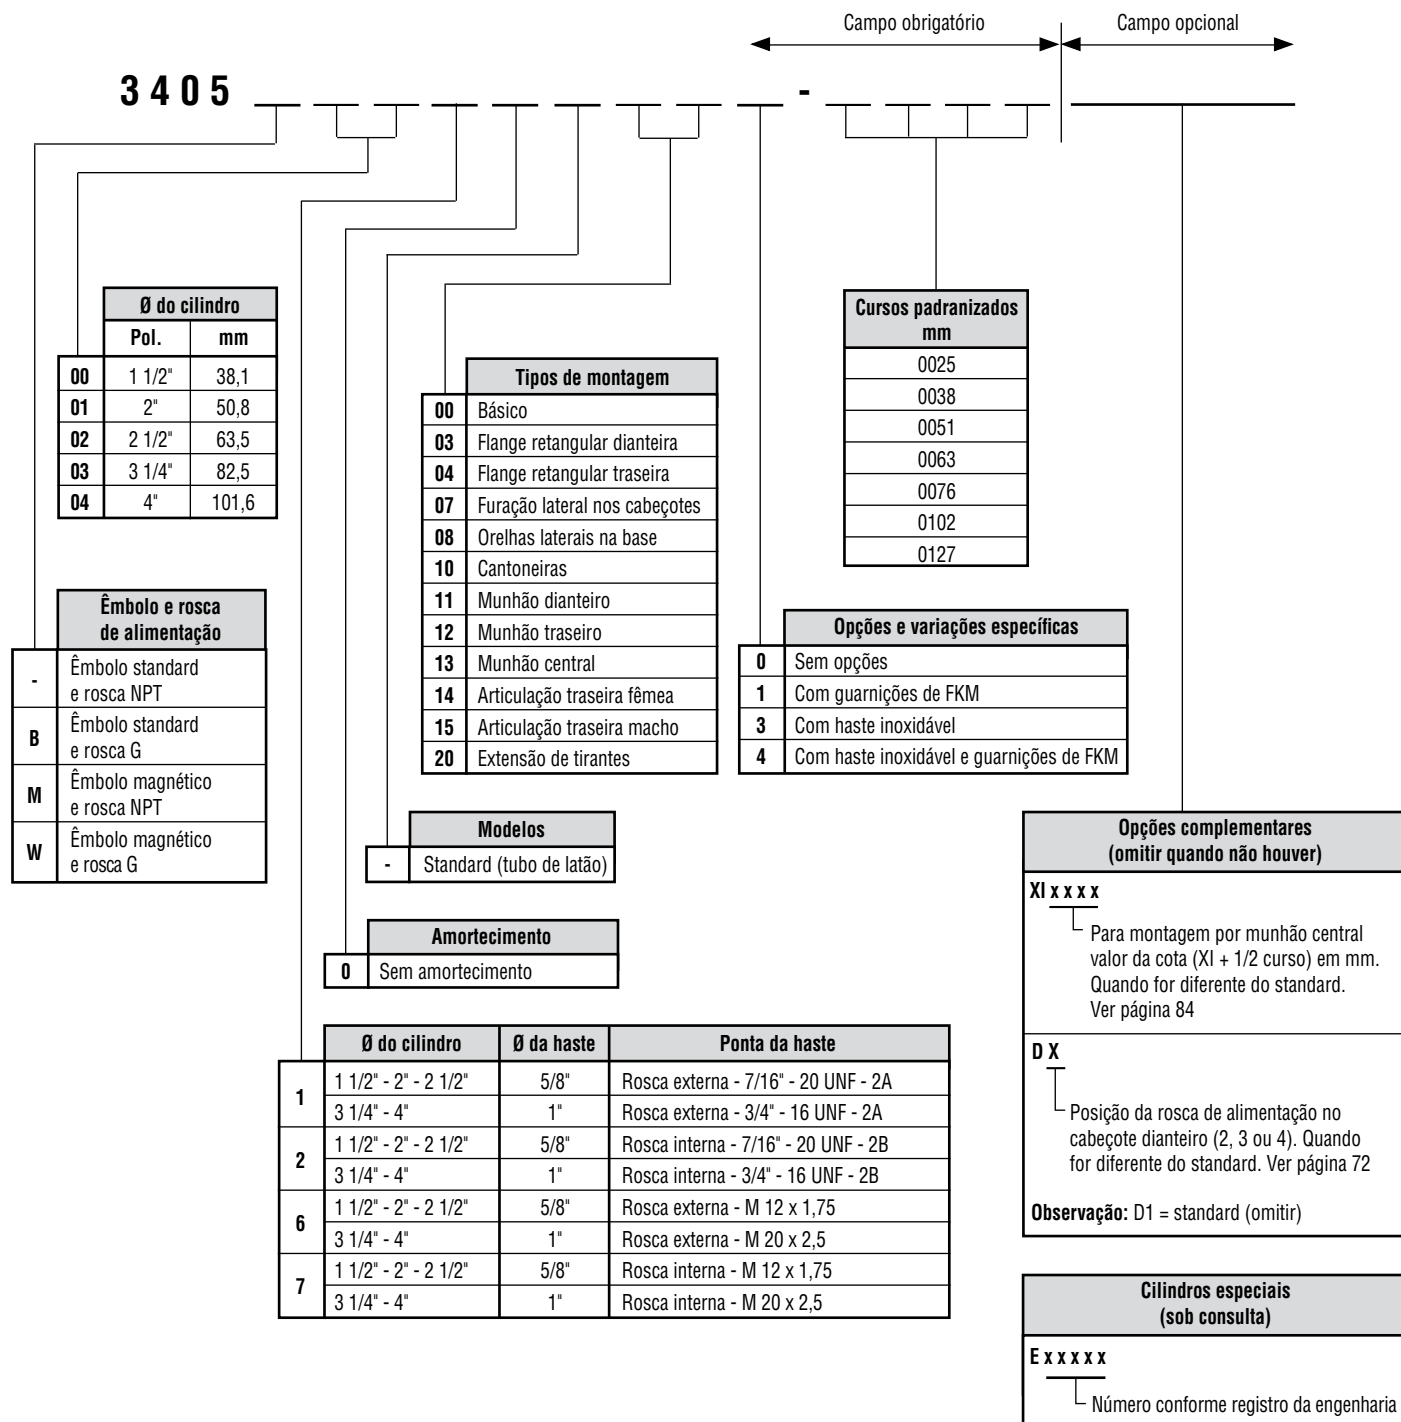 Campo obrigatório Campo opcional
3 4 0 5 -
Ø do cilindro
Pol. mm
00 1 1/2" 38,1
01 2" 50,8
02 2 1/2" 63,5
03 3 1/4" 82,5
04 4" 101,6
Cursos padranizados
mm
0025
0038
0051
0063
0076
0102
0127
Tipos de montagem
00 Básico
03 Flange retangular dianteira
04 Flange retangular traseira
07 Furação lateral nos cabeçotes
08 Orelhas laterais na base
10 Cantoneiras
11 Munhão dianteiro
12 Munhão traseiro
13 Munhão central
14 Articulação traseira fêmea
15 Articulação traseira macho
20 Extensão de tirantes
Êmbolo e rosca
de alimentação
- Êmbolo standard
e rosca NPT
B Êmbolo standard
e rosca G
M Êmbolo magnético
e rosca NPT
W Êmbolo magnético
e rosca G
Opções e variações específicas
0 Sem opções
1 Com guarnições de FKM
3 Com haste inoxidável
4 Com haste inoxidável e guarnições de FKM
Modelos
- Standard (tubo de latão)
Amortecimento
0 Sem amortecimento
Ø do cilindro Ø da haste Ponta da haste
1 1 1/2" - 2" - 2 1/2" 5/8" Rosca externa - 7/16" - 20 UNF - 2A
3 1/4" - 4" 1" Rosca externa - 3/4" - 16 UNF - 2A
2 1 1/2" - 2" - 2 1/2" 5/8" Rosca interna - 7/16" - 20 UNF - 2B
3 1/4" - 4" 1" Rosca interna - 3/4" - 16 UNF - 2B
6 1 1/2" - 2" - 2 1/2" 5/8" Rosca externa - M 12 x 1,75
3 1/4" - 4" 1" Rosca externa - M 20 x 2,5
7 1 1/2" - 2" - 2 1/2" 5/8" Rosca interna - M 12 x 1,75
3 1/4" - 4" 1" Rosca interna - M 20 x 2,5
Opções complementares
(omitir quando não houver)
XI x x x x
Para montagem por munhão central
valor da cota (XI + 1/2 curso) em mm.
Quando for diferente do standard.
Ver página 84
D X
Posição da rosca de alimentação no
cabeçote dianteiro (2, 3 ou 4). Quando
for diferente do standard. Ver página 72
Observação: D1 = standard (omitir)
Cilindros especiais
(sob consulta)
E x x x x x
Número conforme registro da engenharia